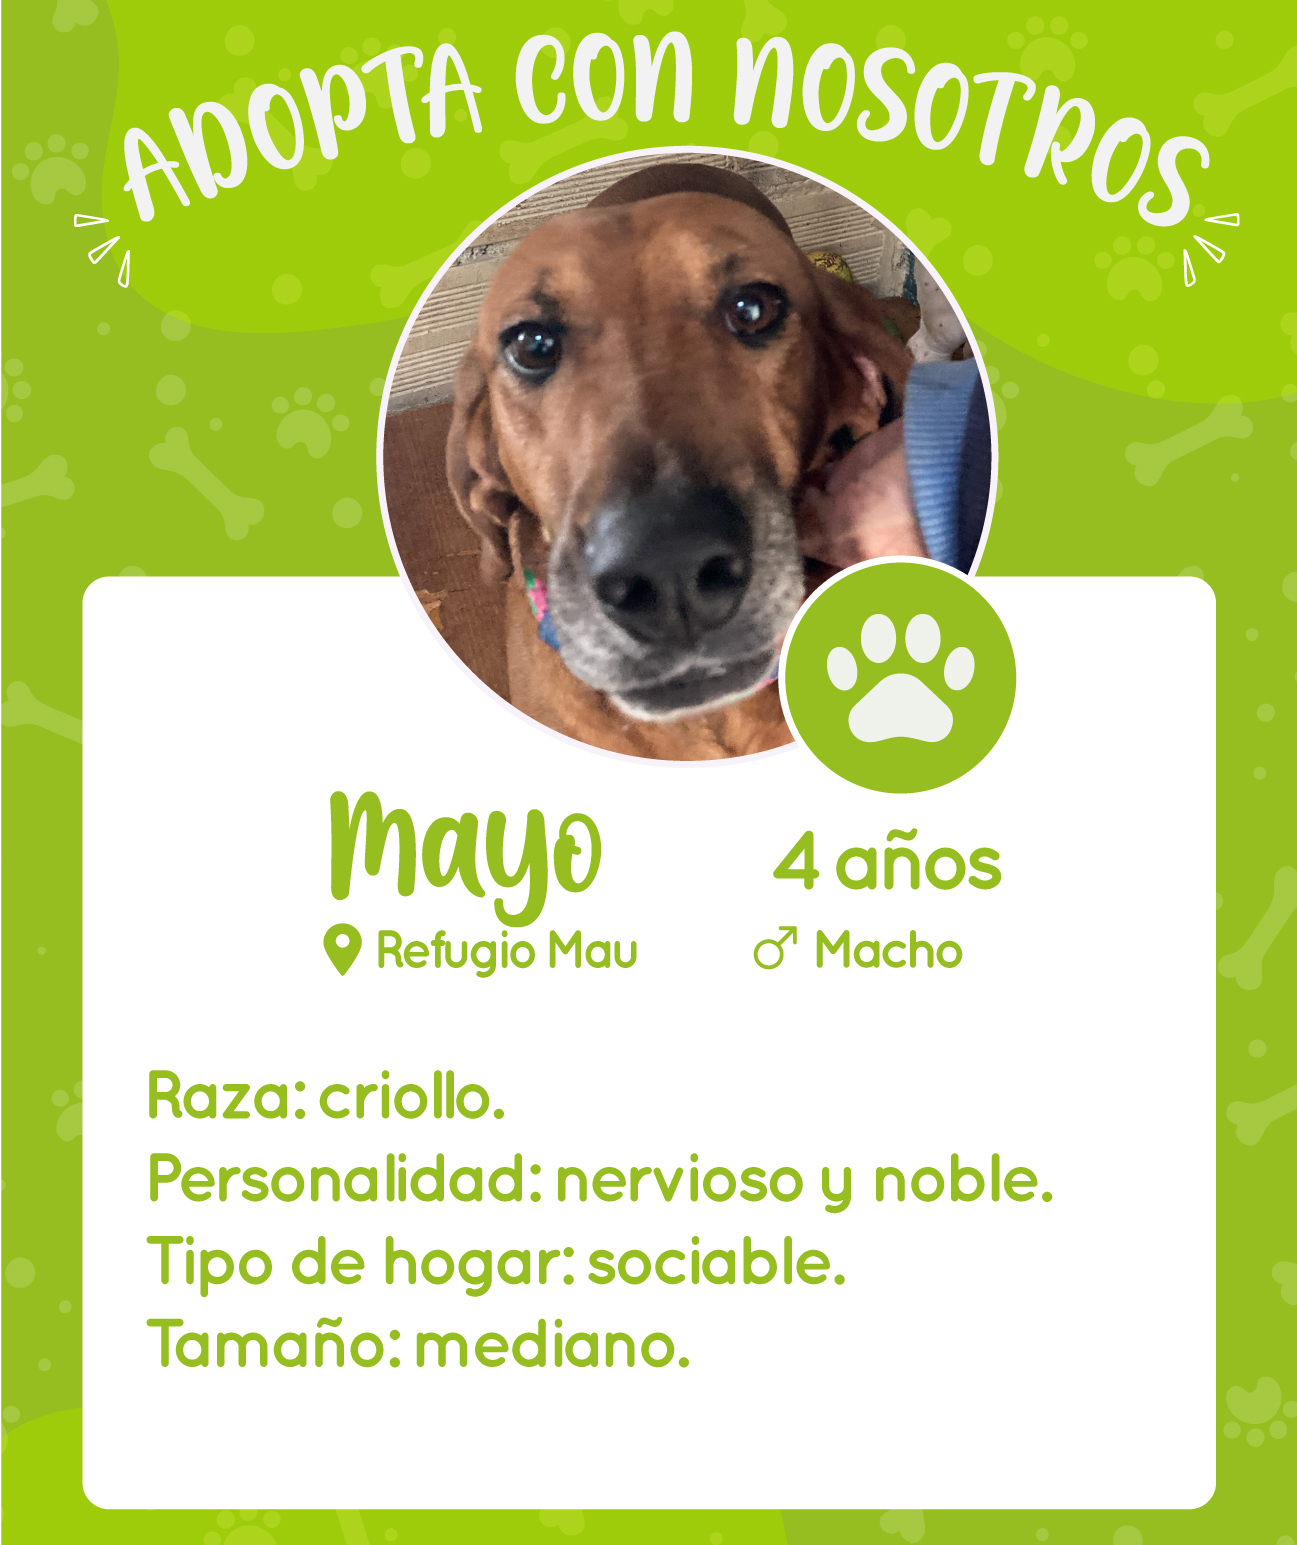 ADOPTA CON NOSOTROS
Mayo
4 años
Refugio Mau
Macho
Raza: criollo.
Personalidad: nervioso y noble.
Tipo de hogar: sociable.
Tamaño: mediano.